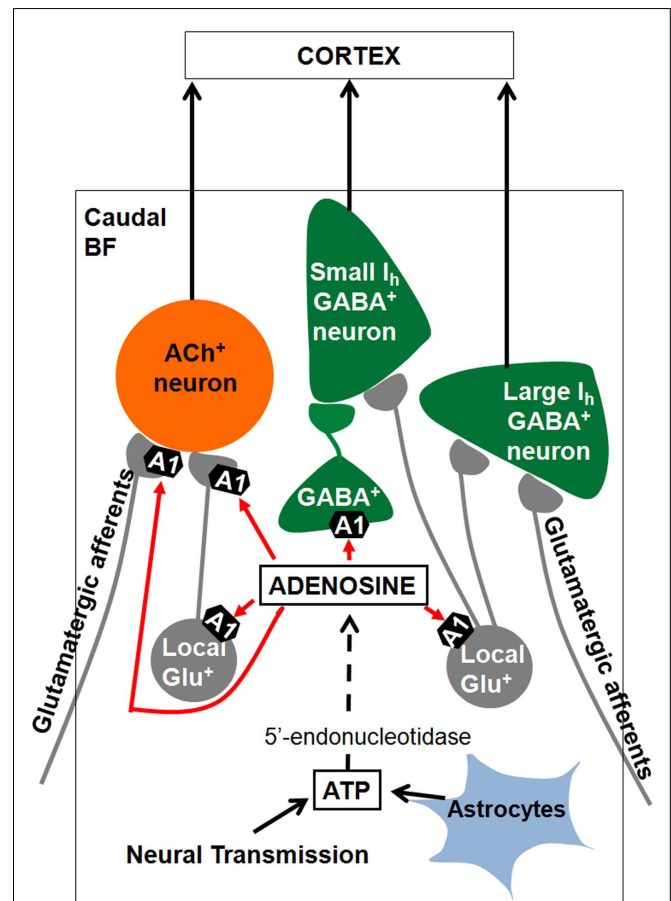 CORTEX
Caudal
BF
Small Ih
GABA+
neuron
ACh+
neuron
Large Ih
GABA+
neuron
A1
A1
GABA+
A1
Glutamatergic afferents
ADENOSINE
Glutamatergic afferents
A1
Local
Glu+
A1
Local
Glu+
5'-endonucleotidase
ATP
Astrocytes
Neural Transmission